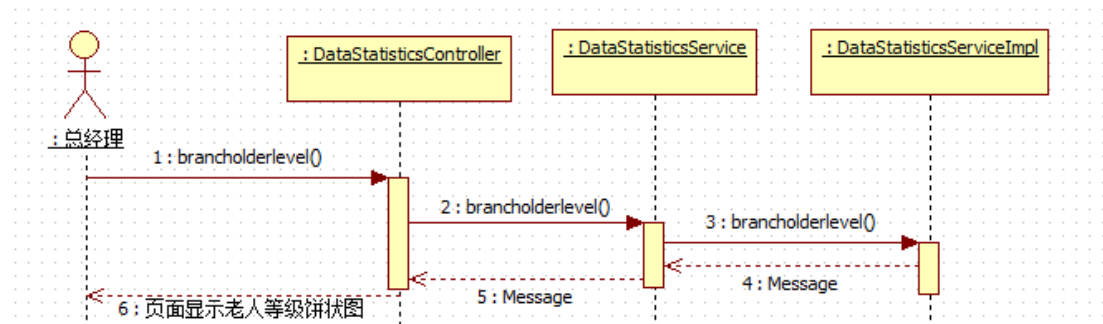 : DataStatisticsController
: DataStatisticsService
: DataStatisticsServiceImpl
: 总经理
1 : brancholderlevel()
2 : brancholderlevel()
3 : brancholderlevel()
4 : Message
5 : Message
6 : 页面显示老人等级饼状图